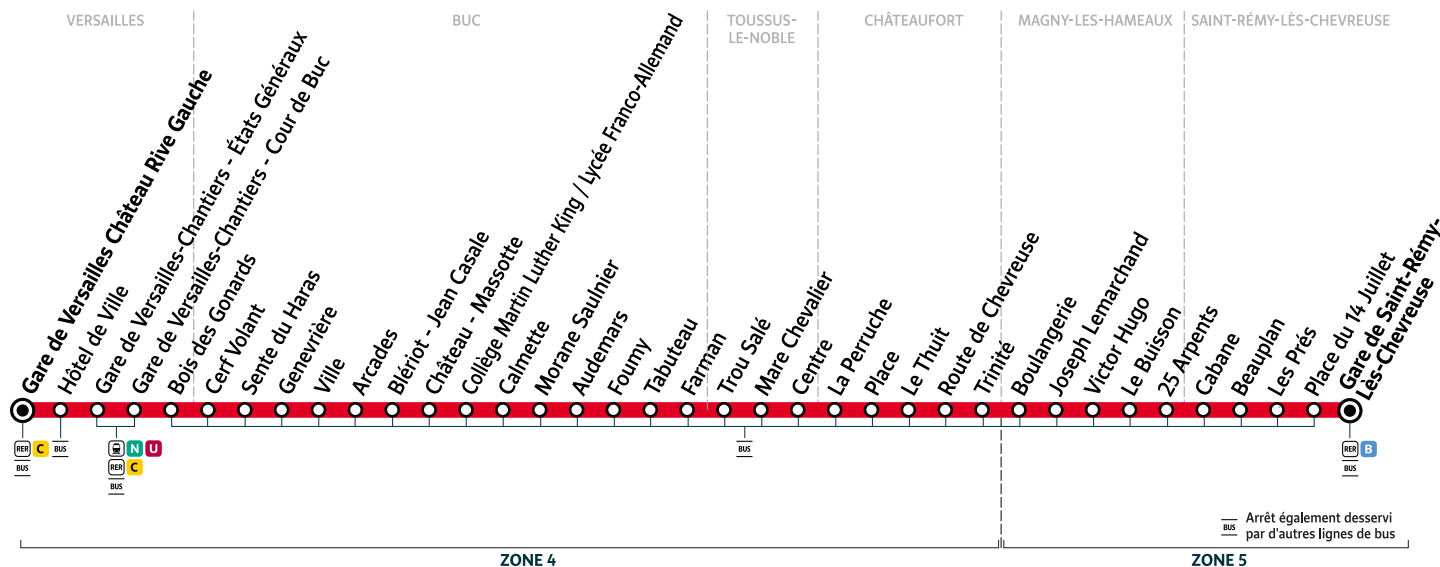 VERSAILLES
BUC
TOUSSUS-
LE-NOBLE
CHÂTEAUFORT
MAGNY-LES-HAMEAUX
SAINT-RÉMY-LÈS-CHEVREUSE
Gare de Versailles Château Rive Gauche
Hôtel de Ville
Gare de Versailles-Chantiers - États Généraux
Gare de Versailles-Chantiers - Cour de Buc
Bois des Gonards
Cerf Volant
Sente du Haras
Genevrière
Ville
Arcades
Blériot - Jean Casale
Château - Massotte
Collège Martin Luther King / Lycée Franco-Allemand
Calmette
Morane Saulnier
Audemars
Fourny
Tabuteau
Farman
Trou Salé
Mare Chevalier
Centre
La Perruche
Place
Le Thuit
Route de Chevreuse
Trinité
Boulangerie
Joseph Lemarchand
Victor Hugo
Le Buisson
25 Arpents
Cabane
Beauplan
Les Prés
Place du 14 Juillet
Gare de Saint-Rémy-
Lès-Chevreuse
RER C
BUS
BUS
N U
RER C
BUS
BUS
RER B
BUS
BUS Arrêt également desservi
par d'autres lignes de bus
ZONE 4
ZONE 5